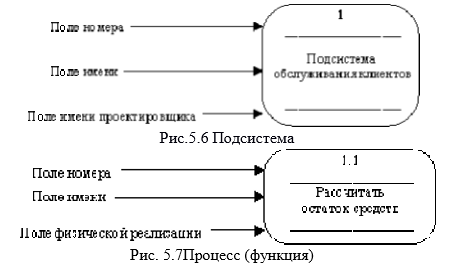 1
Поле номера
Поле имени
Подсистема
обслуживания клиентов
Поле имени проектировщика
Рис.5.6 Подсистема
1.1
Поле номера
Поле имени
Рассчитать
остаток средств
Поле физической реализации
Рис. 5.7Процесс (функция)